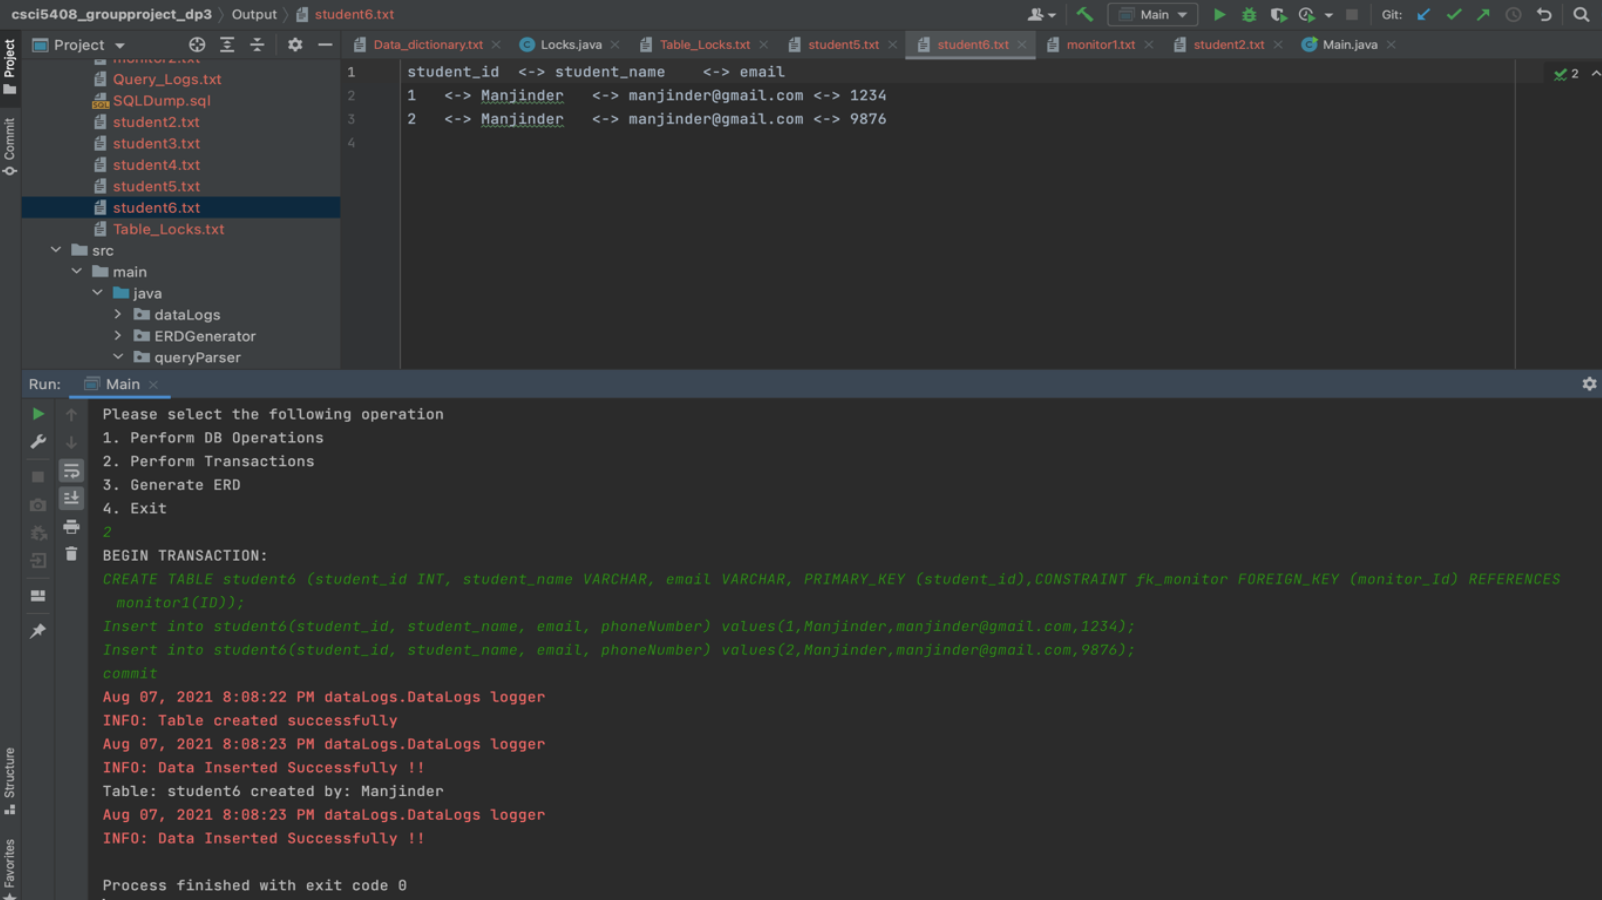 csci5408_groupproject_dp3 Output student6.txt Main Git:
Project Data_dictionary.txt Locks.java Table_Locks.txt student5.txt student6.txt monitor1.txt student2.txt Main.java
Project
Commit
Structure
Favorites
Query_Logs.txt
SQLDump.sql
student2.txt
student3.txt
student4.txt
student5.txt
student6.txt
Table_Locks.txt
src
main
java
dataLogs
ERDGenerator
queryParser
1 student_id <-> student_name <-> email
2 1 <-> Manjinder <-> manjinder@gmail.com <-> 1234
3 2 <-> Manjinder <-> manjinder@gmail.com <-> 9876
4
2
Run: Main
Please select the following operation
1. Perform DB Operations
2. Perform Transactions
3. Generate ERD
4. Exit
2
BEGIN TRANSACTION:
CREATE TABLE student6 (student_id INT, student_name VARCHAR, email VARCHAR, PRIMARY_KEY (student_id),CONSTRAINT fk_monitor FOREIGN_KEY (monitor_Id) REFERENCES
monitor1(ID));
Insert into student6(student_id, student_name, email, phoneNumber) values(1,Manjinder,manjinder@gmail.com,1234);
Insert into student6(student_id, student_name, email, phoneNumber) values(2,Manjinder,manjinder@gmail.com,9876);
commit
Aug 07, 2021 8:08:22 PM dataLogs.DataLogs logger
INFO: Table created successfully
Aug 07, 2021 8:08:23 PM dataLogs.DataLogs logger
INFO: Data Inserted Successfully !!
Table: student6 created by: Manjinder
Aug 07, 2021 8:08:23 PM dataLogs.DataLogs logger
INFO: Data Inserted Successfully !!
Process finished with exit code 0